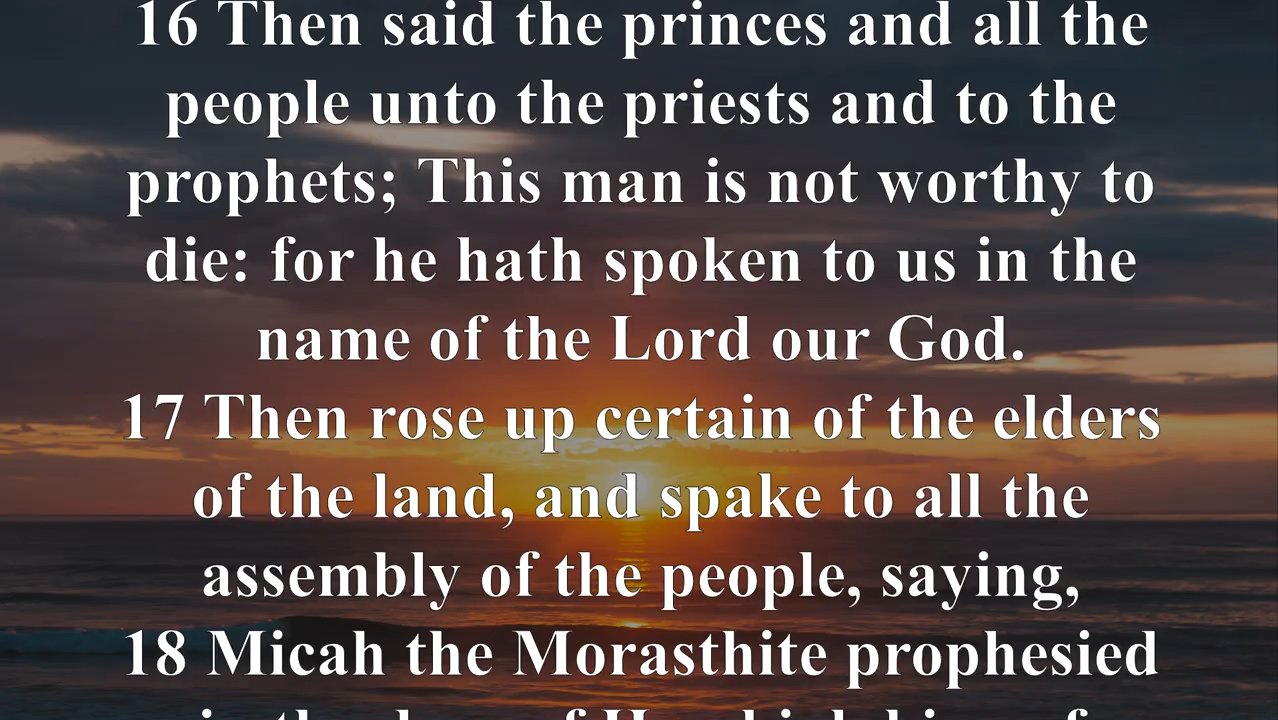 16 Then said the princes and all the
people unto the priests and to the
prophets; This man is not worthy to
die: for he hath spoken to us in the
name of the Lord our God.
17 Then rose up certain of the elders
of the land, and spake to all the
assembly of the people, saying,
18 Micah the Morasthite prophesied